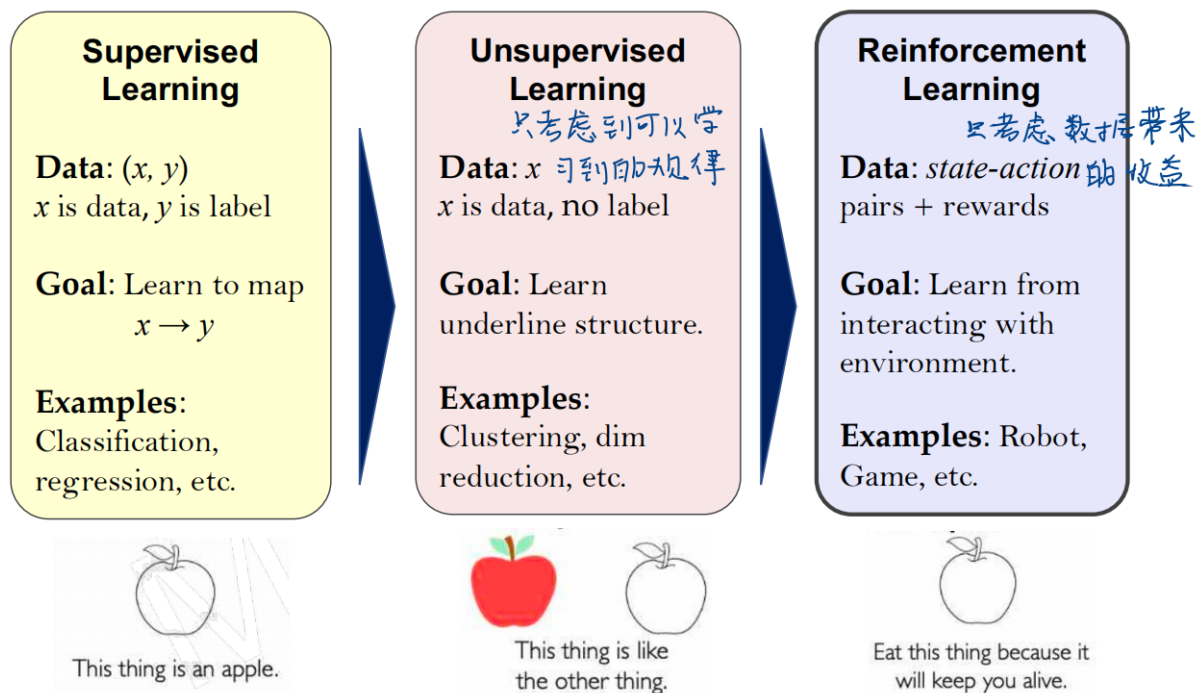 Supervised
Learning
Data: (x, y)
x is data, y is label
Goal: Learn to map
x → y
Examples:
Classification,
regression, etc.
This thing is an apple.
Unsupervised
Learning
只考虑到可以学
习到的规律
Data: x
x is data, no label
Goal: Learn
underline structure.
Examples:
Clustering, dim
reduction, etc.
This thing is like
the other thing.
Reinforcement
Learning
只考虑数据带来
的收益
Data: state-action
pairs + rewards
Goal: Learn from
interacting with
environment.
Examples: Robot,
Game, etc.
Eat this thing because it
will keep you alive.